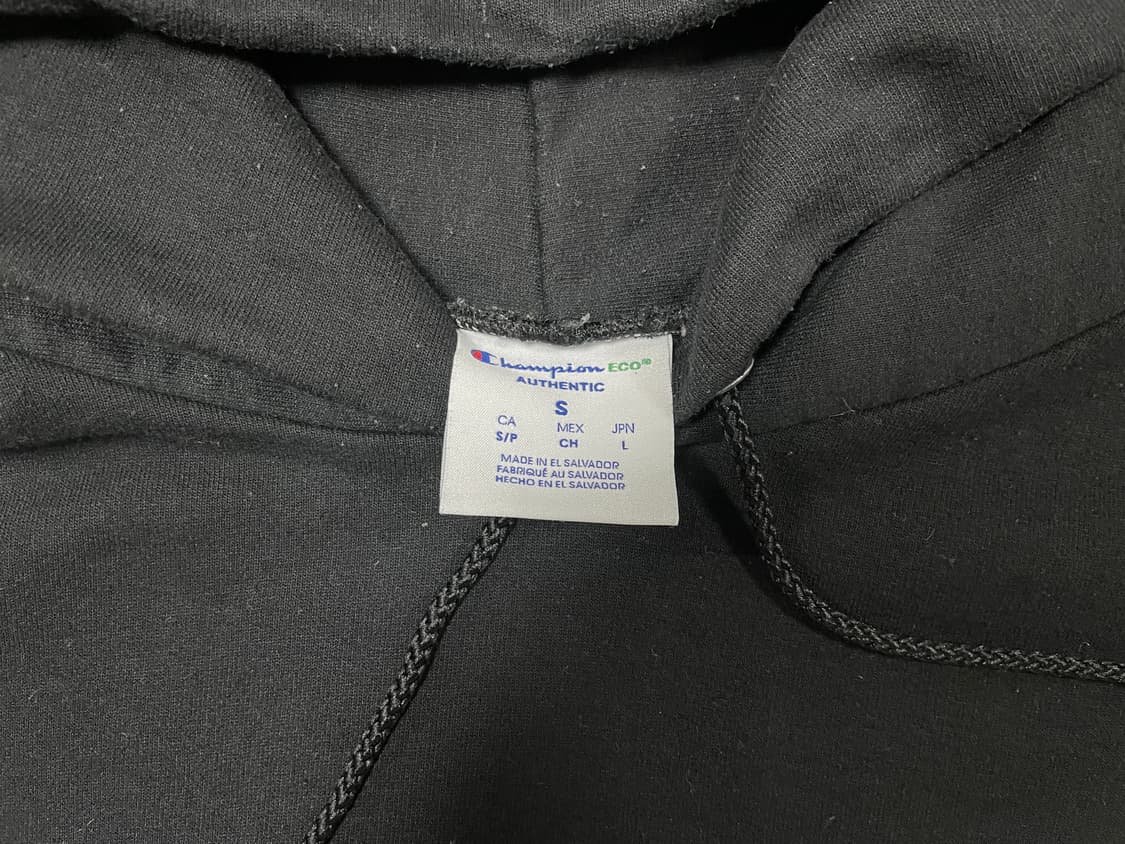 Champion ECO®
AUTHENTIC
S
CA MEX JPN
S/P CH L
MADE IN EL SALVADOR
FABRIQUÉ AU SALVADOR
HECHO EN EL SALVADOR